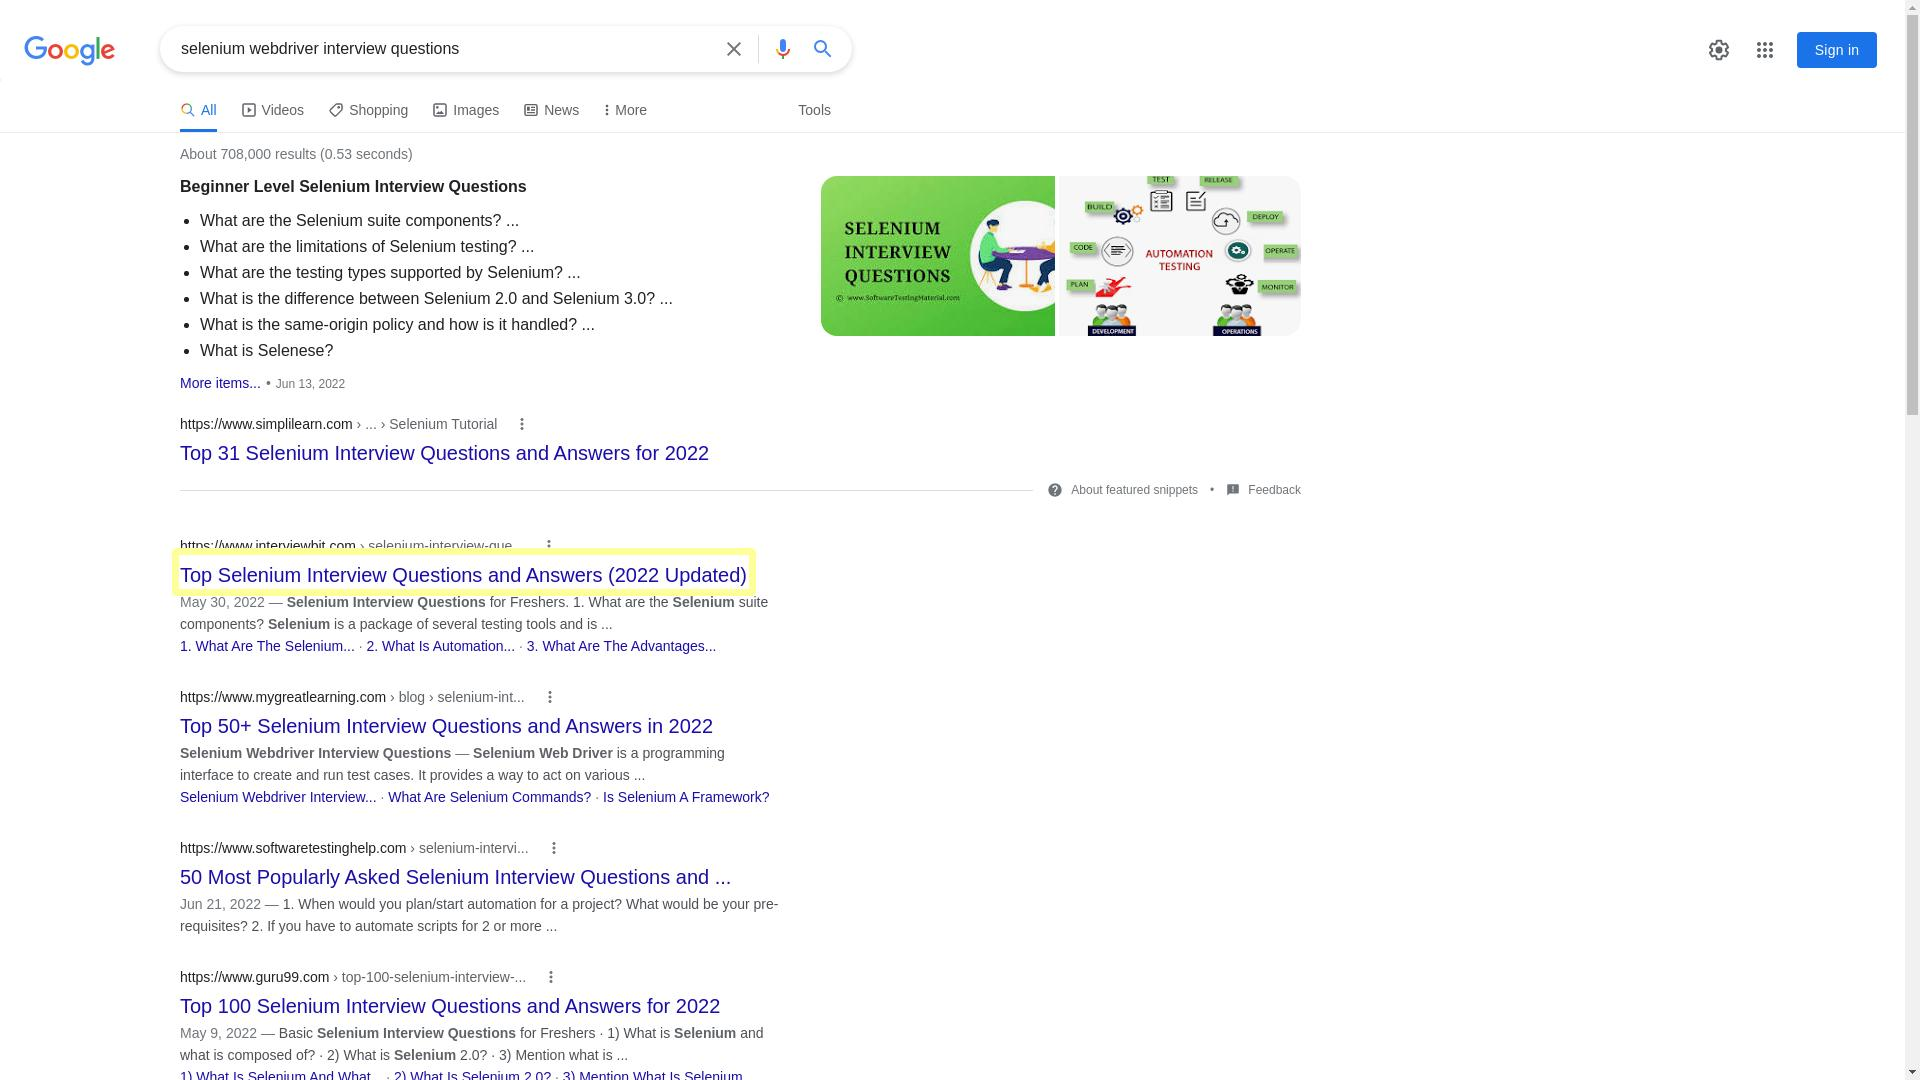 Google
selenium webdriver interview questions
Sign in
All
Videos
Shopping
Images
News
More
Tools
About 708,000 results (0.53 seconds)
Beginner Level Selenium Interview Questions
What are the Selenium suite components? ...
What are the limitations of Selenium testing? ...
What are the testing types supported by Selenium? ...
What is the difference between Selenium 2.0 and Selenium 3.0? ...
What is the same-origin policy and how is it handled? ...
What is Selenese?
More items... • Jun 13, 2022
SELENIUM
INTERVIEW
QUESTIONS
© www.SoftwareTestingMaterial.com
TEST
RELEASE
BUILD
DEPLOY
CODE
OPERATE
AUTOMATION
TESTING
PLAN
MONITOR
DEVELOPMENT
OPERATIONS
https://www.simplilearn.com › ... › Selenium Tutorial
Top 31 Selenium Interview Questions and Answers for 2022
About featured snippets • Feedback
https://www.interviewbit.com › selenium-interview-que...
Top Selenium Interview Questions and Answers (2022 Updated)
May 30, 2022 — Selenium Interview Questions for Freshers. 1. What are the Selenium suite
components? Selenium is a package of several testing tools and is ...
1. What Are The Selenium... · 2. What Is Automation... · 3. What Are The Advantages...
https://www.mygreatlearning.com › blog › selenium-int...
Top 50+ Selenium Interview Questions and Answers in 2022
Selenium Webdriver Interview Questions — Selenium Web Driver is a programming
interface to create and run test cases. It provides a way to act on various ...
Selenium Webdriver Interview... · What Are Selenium Commands? · Is Selenium A Framework?
https://www.softwaretestinghelp.com › selenium-intervi...
50 Most Popularly Asked Selenium Interview Questions and ...
Jun 21, 2022 — 1. When would you plan/start automation for a project? What would be your pre-
requisites? 2. If you have to automate scripts for 2 or more ...
https://www.guru99.com › top-100-selenium-interview-...
Top 100 Selenium Interview Questions and Answers for 2022
May 9, 2022 — Basic Selenium Interview Questions for Freshers · 1) What is Selenium and
what is composed of? · 2) What is Selenium 2.0? · 3) Mention what is ...
1) What Is Selenium And What... · 2) What Is Selenium 2.0? · 3) Mention What Is Selenium...